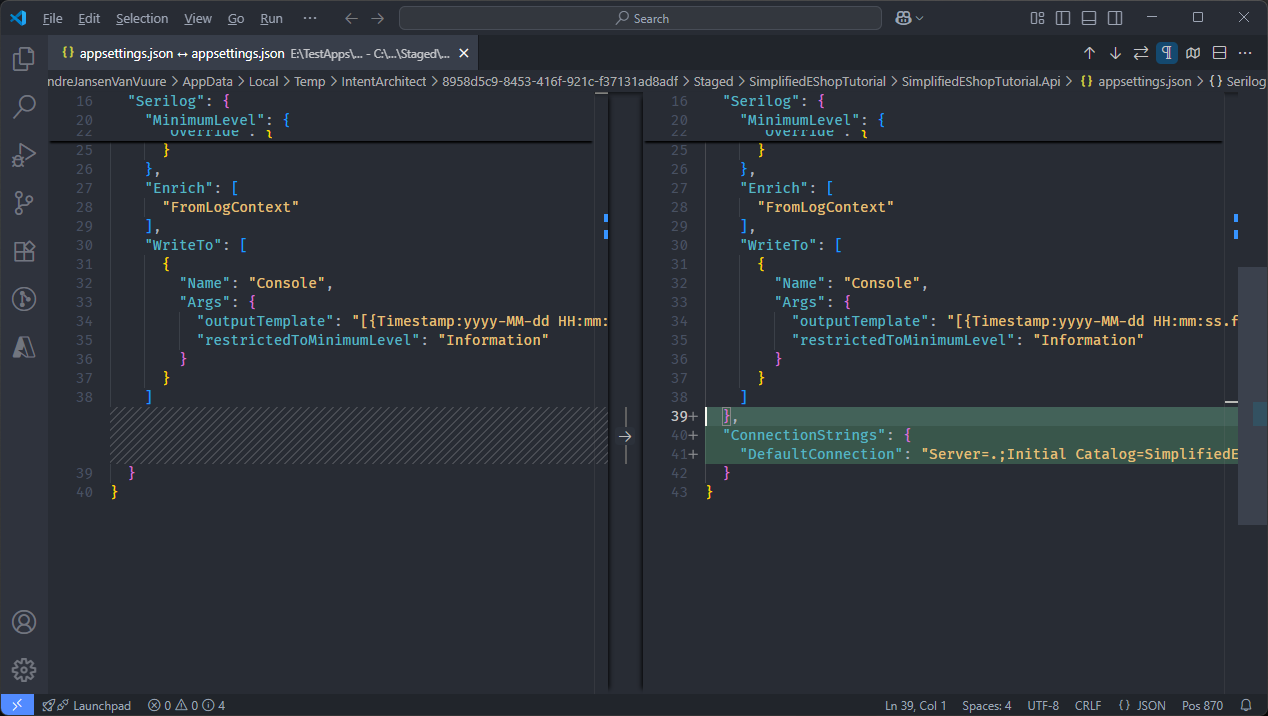 File Edit Selection View Go Run ··· Search
appsettings.json ↔ appsettings.json E:\TestApps\... - C:\...\Staged\...
ndreJansenVanVuure > AppData > Local > Temp > IntentArchitect > 8958d5c9-8453-416f-921c-f37131ad8adf > Staged > SimplifiedEShopTutorial > SimplifiedEShopTutorial.Api > {} appsettings.json > {} Serilog
16 "Serilog": {
20 "MinimumLevel": {
22 "Override": {
25 }
26 },
27 "Enrich": [
28 "FromLogContext"
29 ],
30 "WriteTo": [
31 {
32 "Name": "Console",
33 "Args": {
34 "outputTemplate": "[{Timestamp:yyyy-MM-dd HH:mm:
35 "restrictedToMinimumLevel": "Information"
36 }
37 }
38 ]
39 }
40 }
16 "Serilog": {
20 "MinimumLevel": {
22 "Override": {
25 }
26 },
27 "Enrich": [
28 "FromLogContext"
29 ],
30 "WriteTo": [
31 {
32 "Name": "Console",
33 "Args": {
34 "outputTemplate": "[{Timestamp:yyyy-MM-dd HH:mm:ss.f
35 "restrictedToMinimumLevel": "Information"
36 }
37 }
38 ]
39+ },
40+ "ConnectionStrings": {
41+ "DefaultConnection": "Server=.;Initial Catalog=SimplifiedE
42 }
43 }
Launchpad 0 0 4 Ln 39, Col 1 Spaces: 4 UTF-8 CRLF {} JSON Pos 870